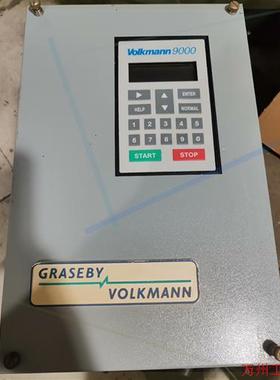 Volkmann 9000
ENTER
HELP NORMAL
1 2 3 4 5
6 7 8 9 0
START STOP
GRASEBY
VOLKMANN